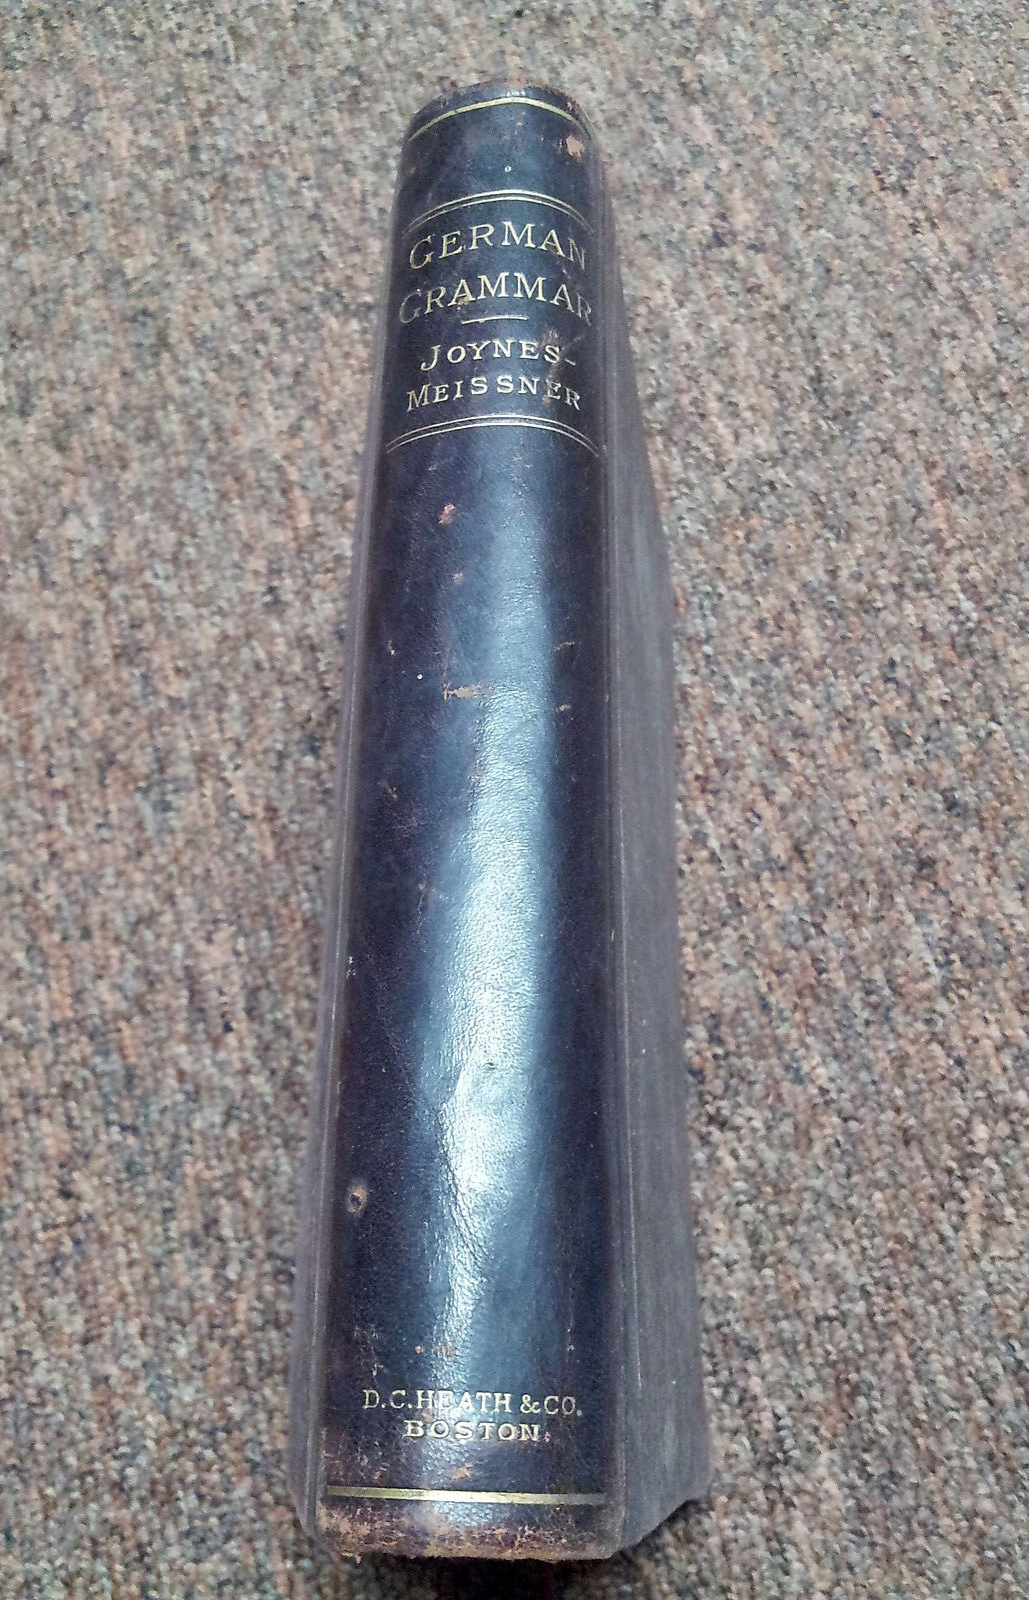 GERMAN
GRAMMAR
JOYNES-
MEISSNER
D.C.HEATH & CO.
BOSTON.